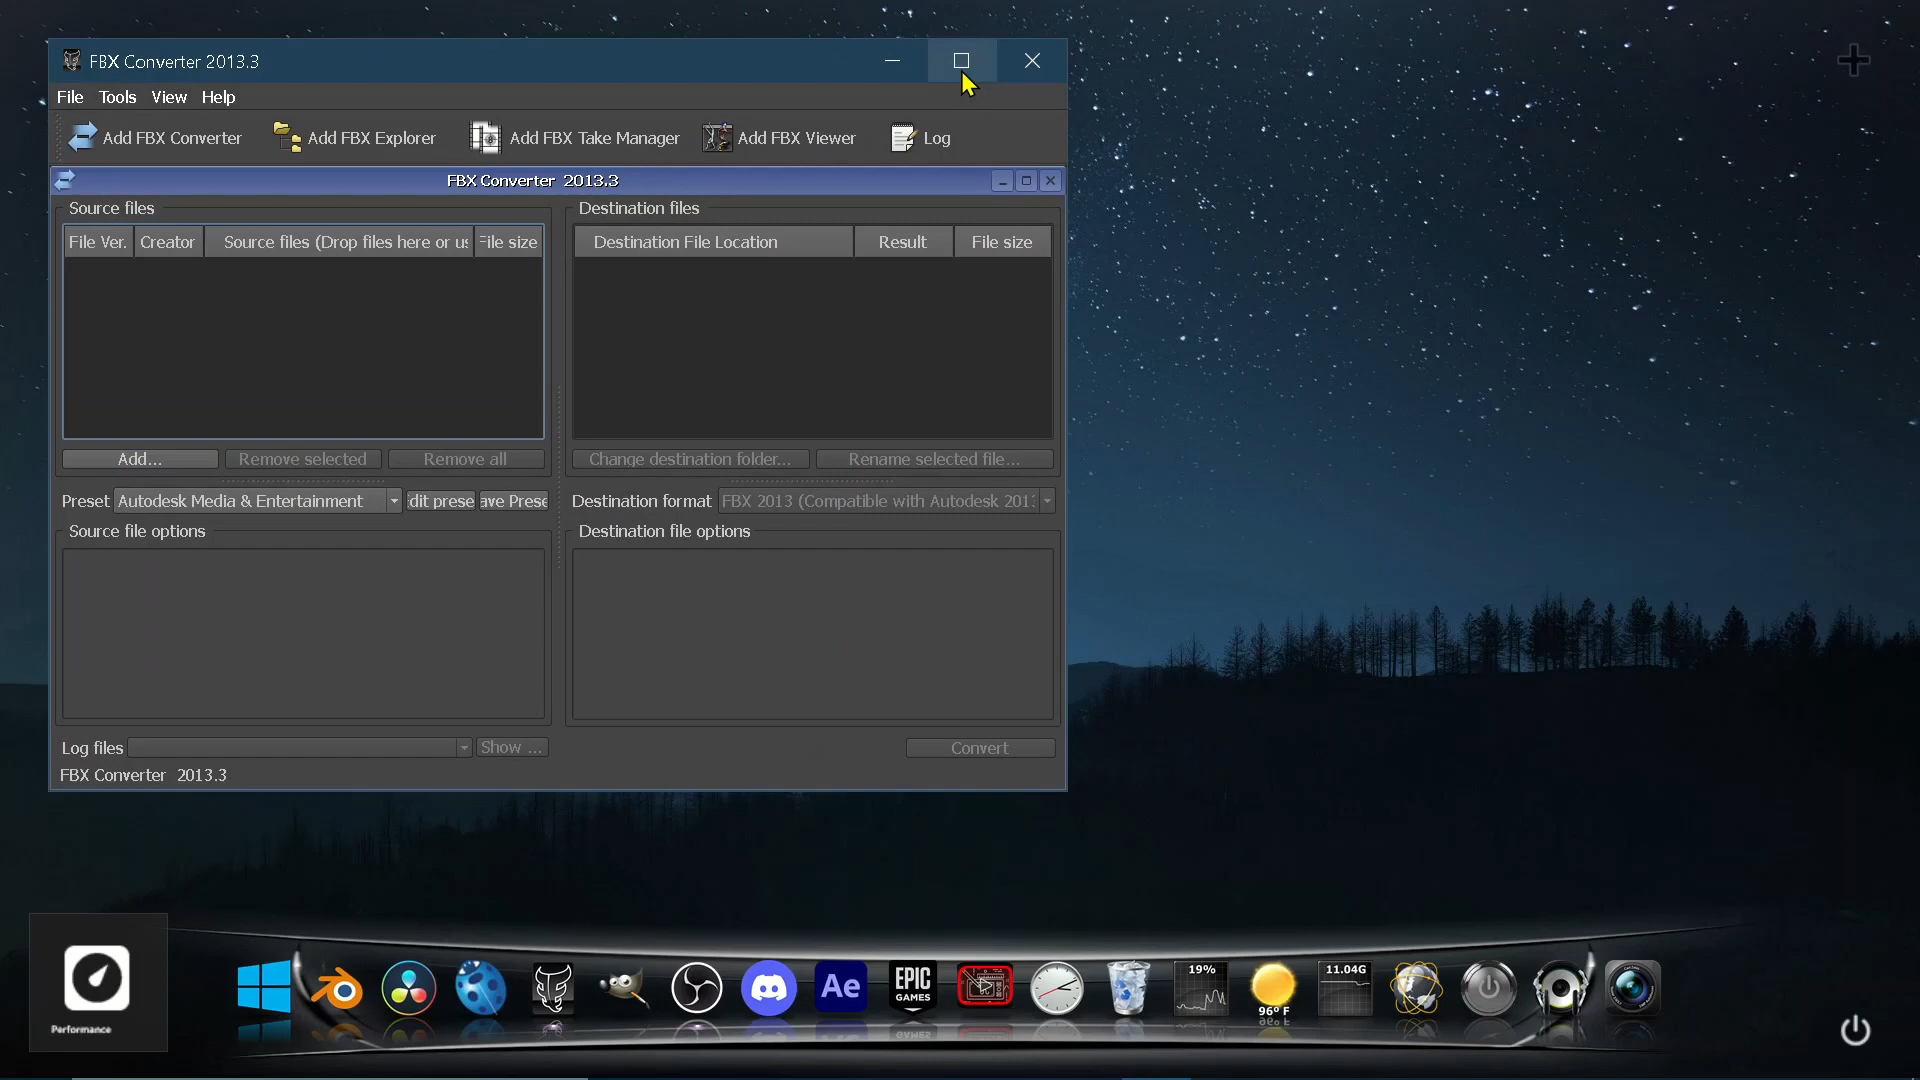 FBX Converter 2013.3
File Tools View Help
Add FBX Converter Add FBX Explorer Add FBX Take Manager Add FBX Viewer Log
FBX Converter 2013.3
Source files Destination files
File Ver. Creator Source files (Drop files here or us File size Destination File Location Result File size
Add... Remove selected Remove all Change destination folder... Rename selected file...
Preset Autodesk Media & Entertainment dit prese ave Prese Destination format FBX 2013 (Compatible with Autodesk 201
Source file options Destination file options
Log files Show ... Convert
FBX Converter 2013.3
Performance
Ae
EPIC
GAMES
19%
96° F
11.04G